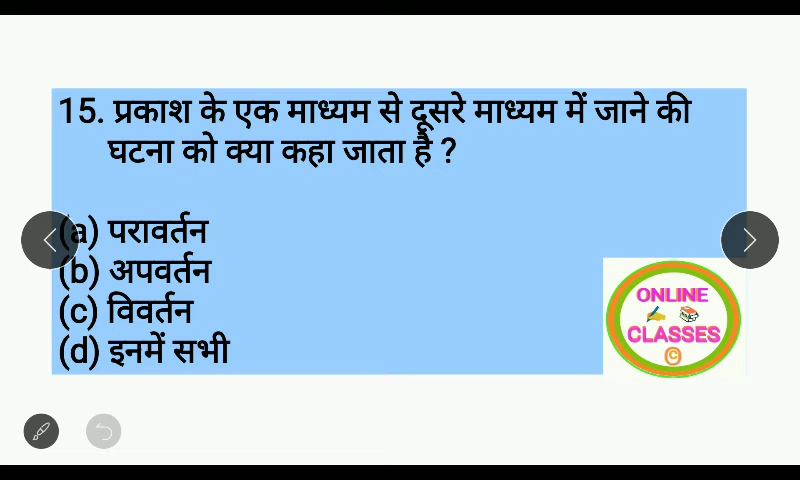 15. प्रकाश के एक माध्यम से दूसरे माध्यम में जाने की
घटना को क्या कहा जाता है ?
(a) परावर्तन
(b) अपवर्तन
(c) विवर्तन
(d) इनमें सभी
ONLINE
CLASSES
©